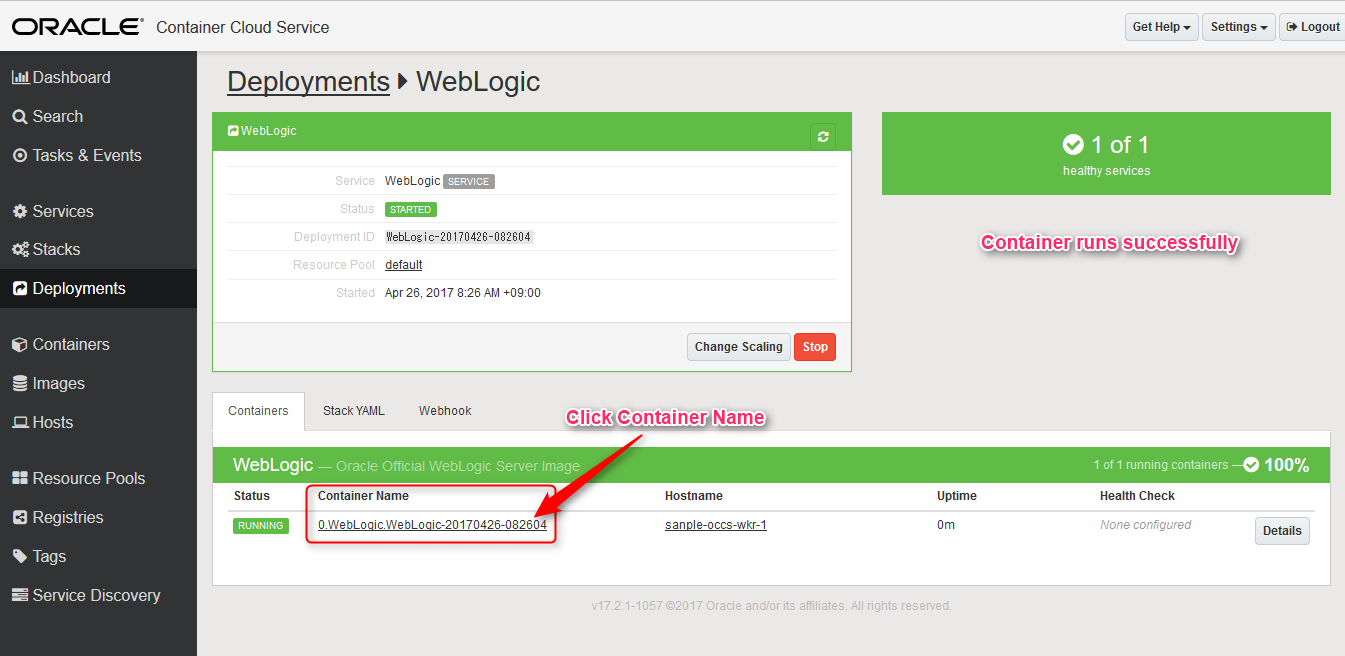 ORACLE® Container Cloud Service
Get Help
Settings
Logout
Dashboard
Search
Tasks & Events
Services
Stacks
Deployments
Containers
Images
Hosts
Resource Pools
Registries
Tags
Service Discovery
Deployments WebLogic
WebLogic
Service WebLogic SERVICE
Status STARTED
Deployment ID WebLogic-20170426-082604
Resource Pool default
Started Apr 26, 2017 8:26 AM +09:00
Change Scaling Stop
1 of 1
healthy services
Container runs successfully
Containers Stack YAML Webhook
Click Container Name
WebLogic — Oracle Official WebLogic Server Image 1 of 1 running containers — 100%
Status Container Name Hostname Uptime Health Check
RUNNING 0.WebLogic.WebLogic-20170426-082604 sanple-occs-wkr-1 0m None configured Details
v17.2.1-1057 ©2017 Oracle and/or its affiliates. All rights reserved.